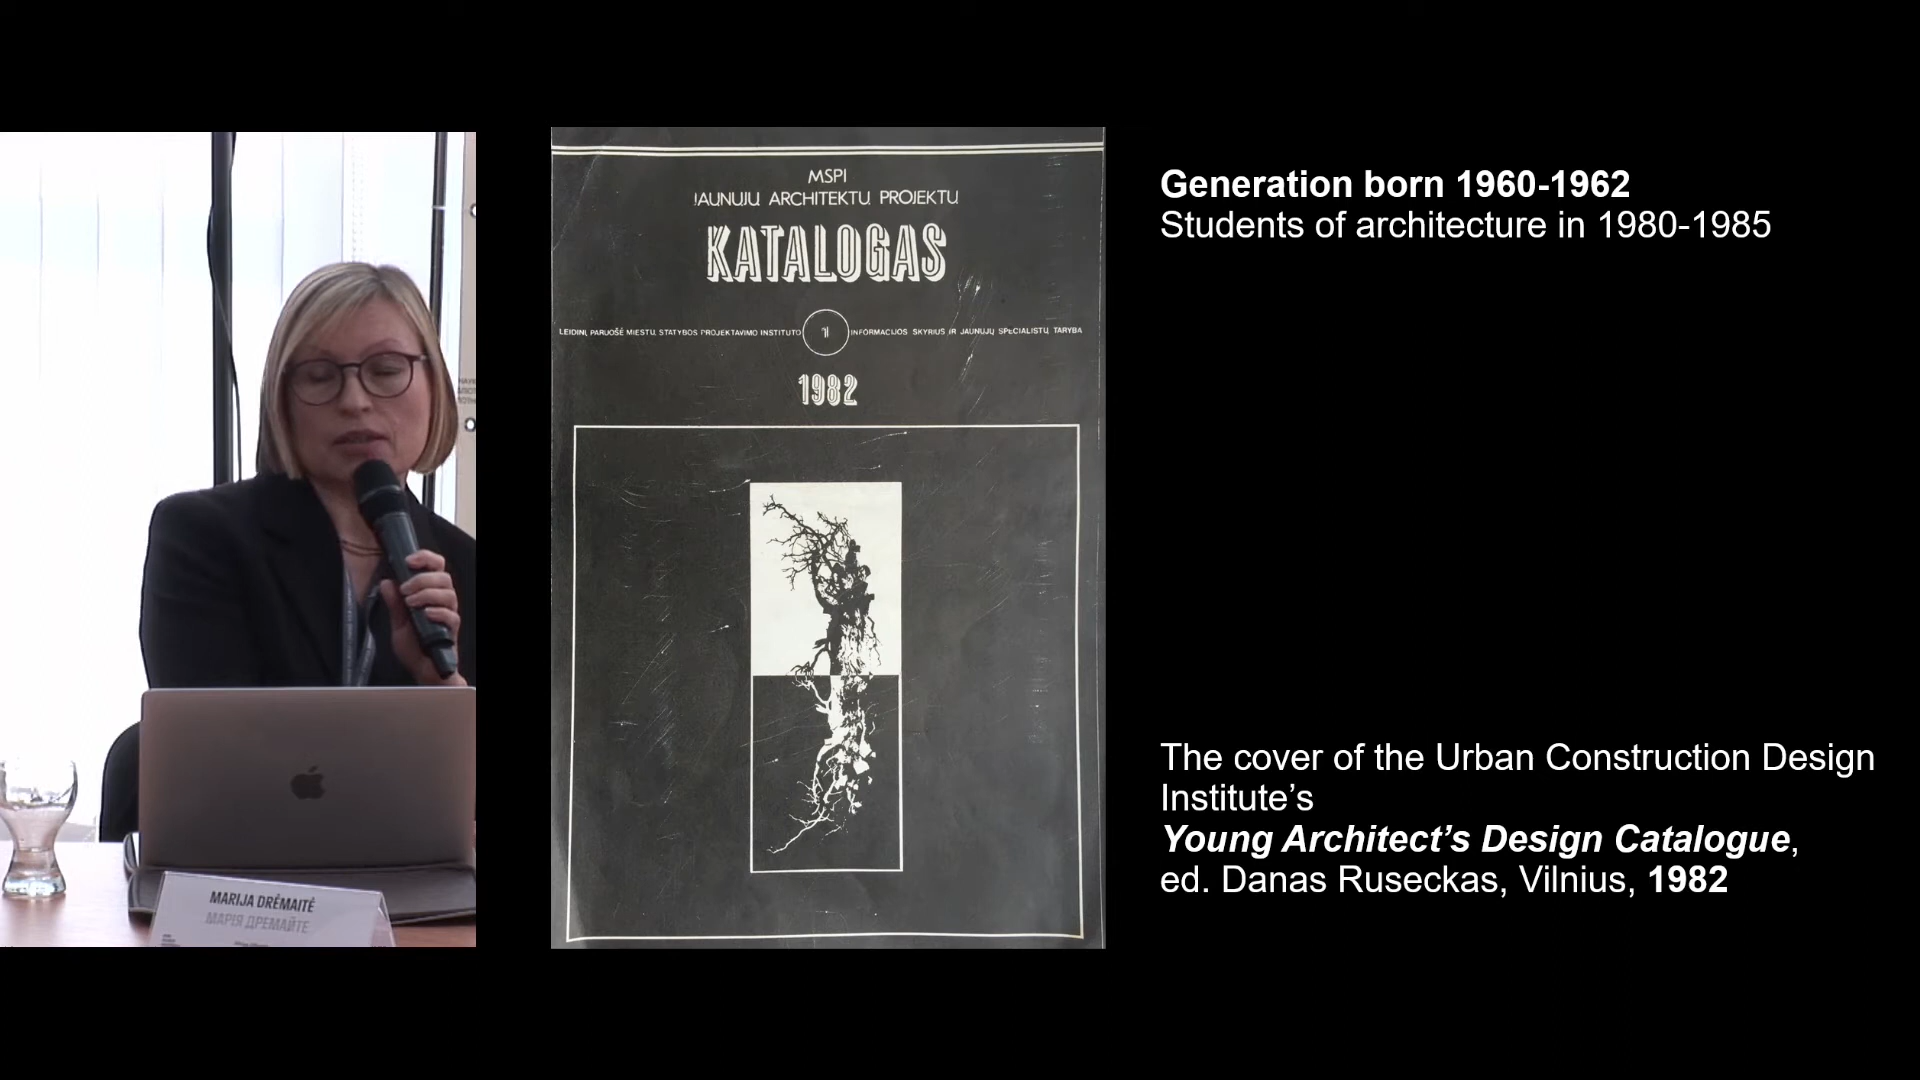 MSPI
JAUNUJŲ ARCHITEKTŲ PROJEKTŲ
KATALOGAS
LEIDINĮ PARUOŠĖ MIESTŲ STATYBOS PROJEKTAVIMO INSTITUTO 1 INFORMACIJOS SKYRIUS IR JAUNŲJŲ SPECIALISTŲ TARYBA
1982
Generation born 1960-1962
Students of architecture in 1980-1985
The cover of the Urban Construction Design
Institute’s
Young Architect’s Design Catalogue,
ed. Danas Ruseckas, Vilnius, 1982
MARIJA DRĖMAITĖ
МАРІЯ ДРЕМАЙТЕ